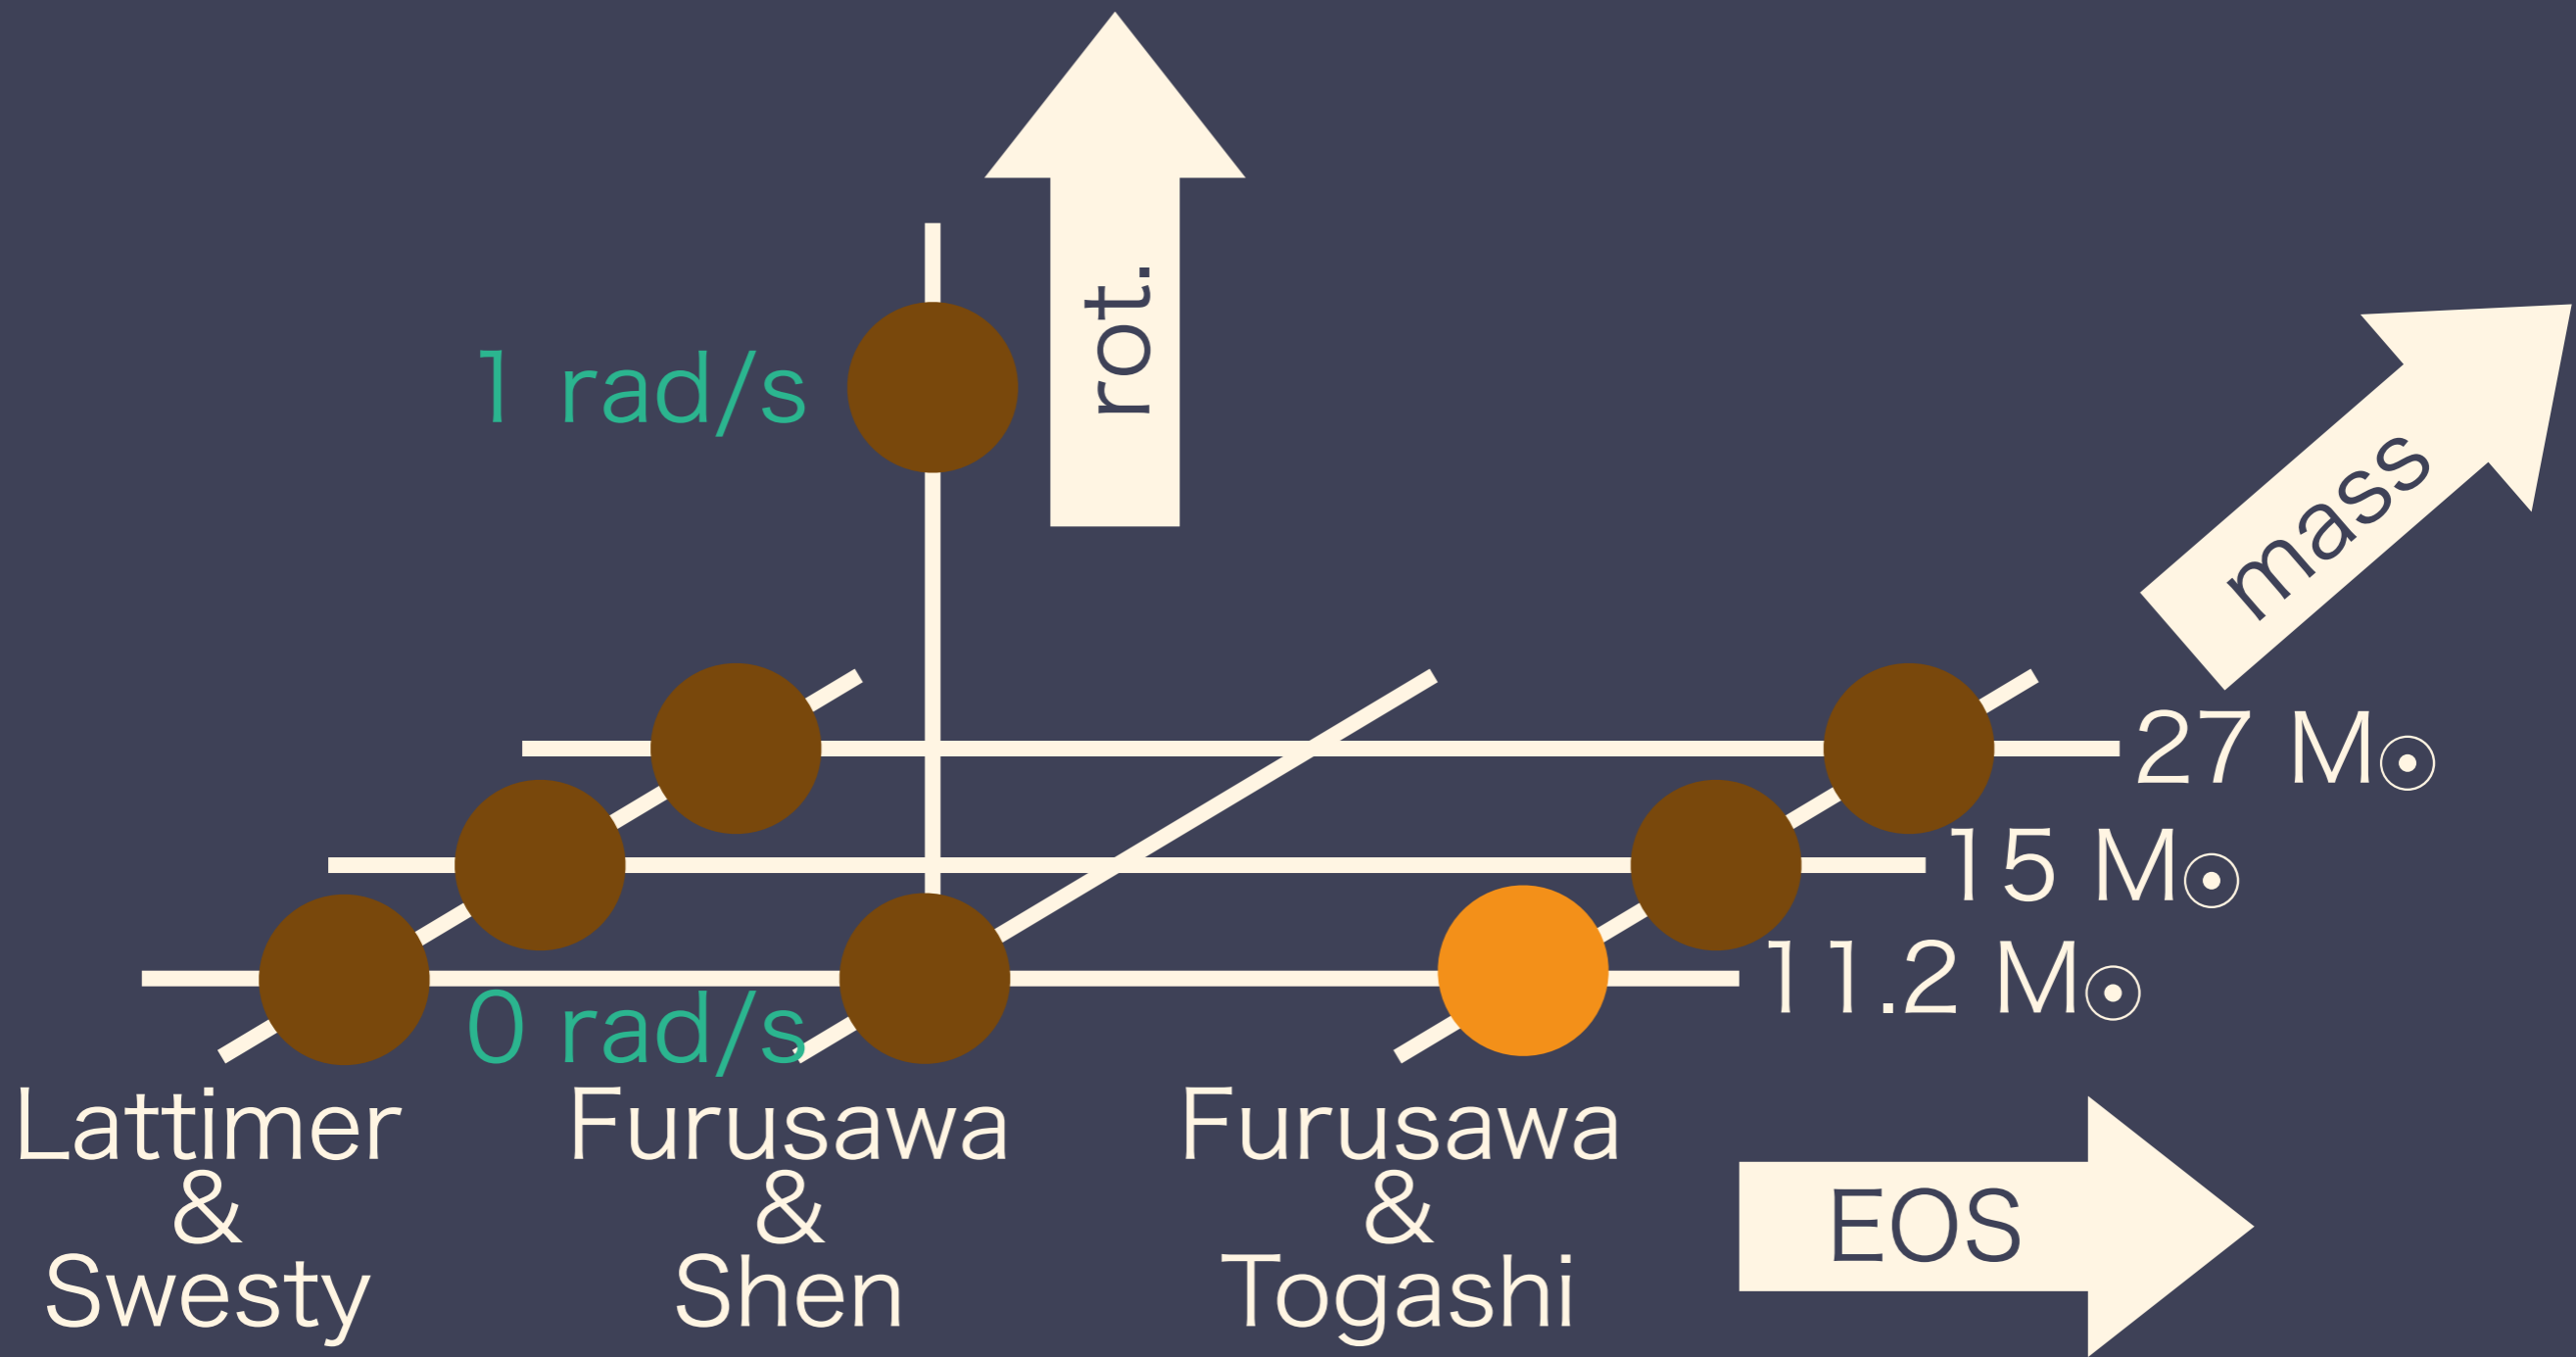 rot.
1 rad/s
mass
27 M☉
15 M☉
11.2 M☉
0 rad/s
Lattimer
&
Swesty
Furusawa
&
Shen
Furusawa
&
Togashi
EOS